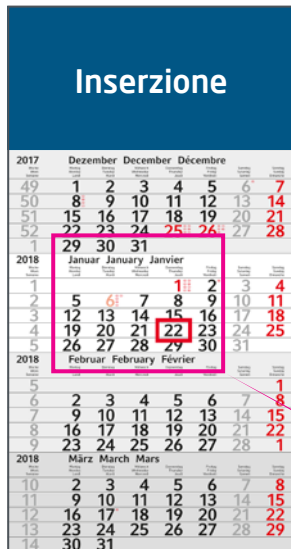 Inserzione
2017 Dezember December Décembre
49 1 2 3 4 5 6 7
50 8 9 10 11 12 13 14
51 15 16 17 18 19 20 21
52 22 23 24 25 26 27 28
1 29 30 31
2018 Januar January Janvier
1 1 2 3 4
2 5 6 7 8 9 10 11
3 12 13 14 15 16 17 18
4 19 20 21 22 23 24 25
5 26 27 28 29 30 31
2018 Februar February Février
5 1
6 2 3 4 5 6 7 8
7 9 10 11 12 13 14 15
8 16 17 18 19 20 21 22
9 23 24 25 26 27 28 1
2018 März March Mars
10 2 3 4 5 6 7 8
11 9 10 11 12 13 14 15
12 16 17 18 19 20 21 22
13 23 24 25 26 27 28 29
14 30 31